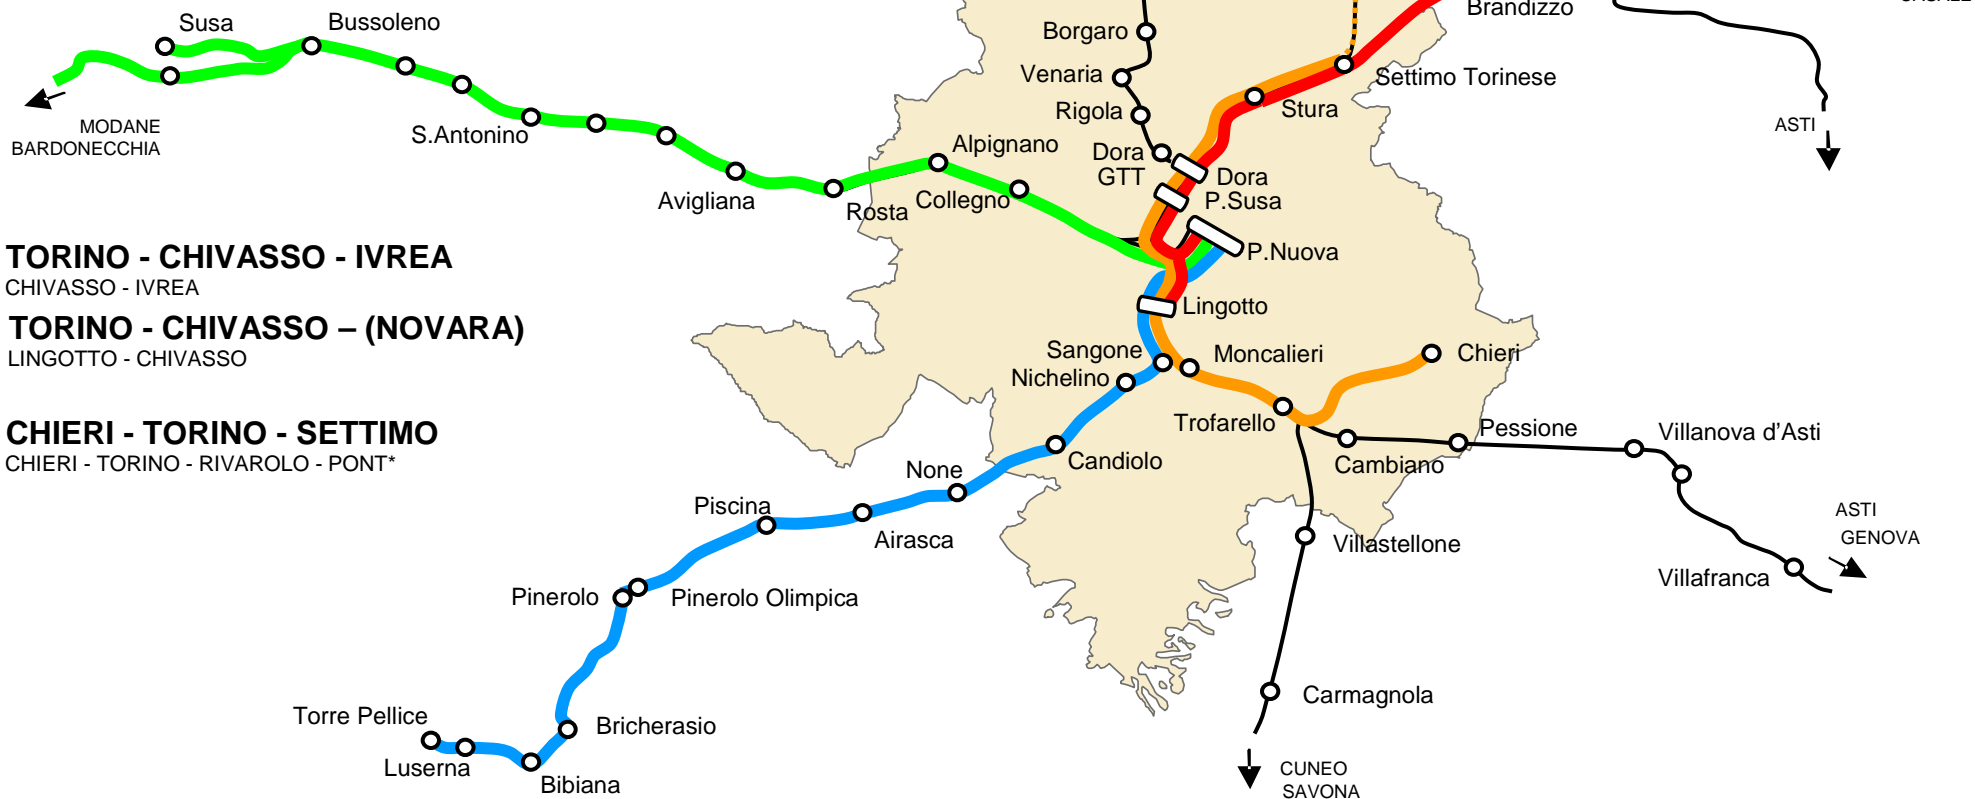 Susa
Bussoleno
MODANE
BARDONECCHIA
S.Antonino
Avigliana
Rosta
Alpignano
Collegno
Borgaro
Venaria
Rigola
Dora
GTT
Brandizzo
Settimo Torinese
Stura
Dora
P.Susa
P.Nuova
Lingotto
ASTI
TORINO - CHIVASSO - IVREA
CHIVASSO - IVREA
TORINO - CHIVASSO – (NOVARA)
LINGOTTO - CHIVASSO
CHIERI - TORINO - SETTIMO
CHIERI - TORINO - RIVAROLO - PONT*
Sangone
Nichelino
Moncalieri
Chieri
Trofarello
Cambiano
Pessione
Villanova d’Asti
ASTI
GENOVA
Villafranca
Candiolo
None
Airasca
Piscina
Pinerolo
Pinerolo Olimpica
Villastellone
Carmagnola
CUNEO
SAVONA
Torre Pellice
Luserna
Bibiana
Bricherasio